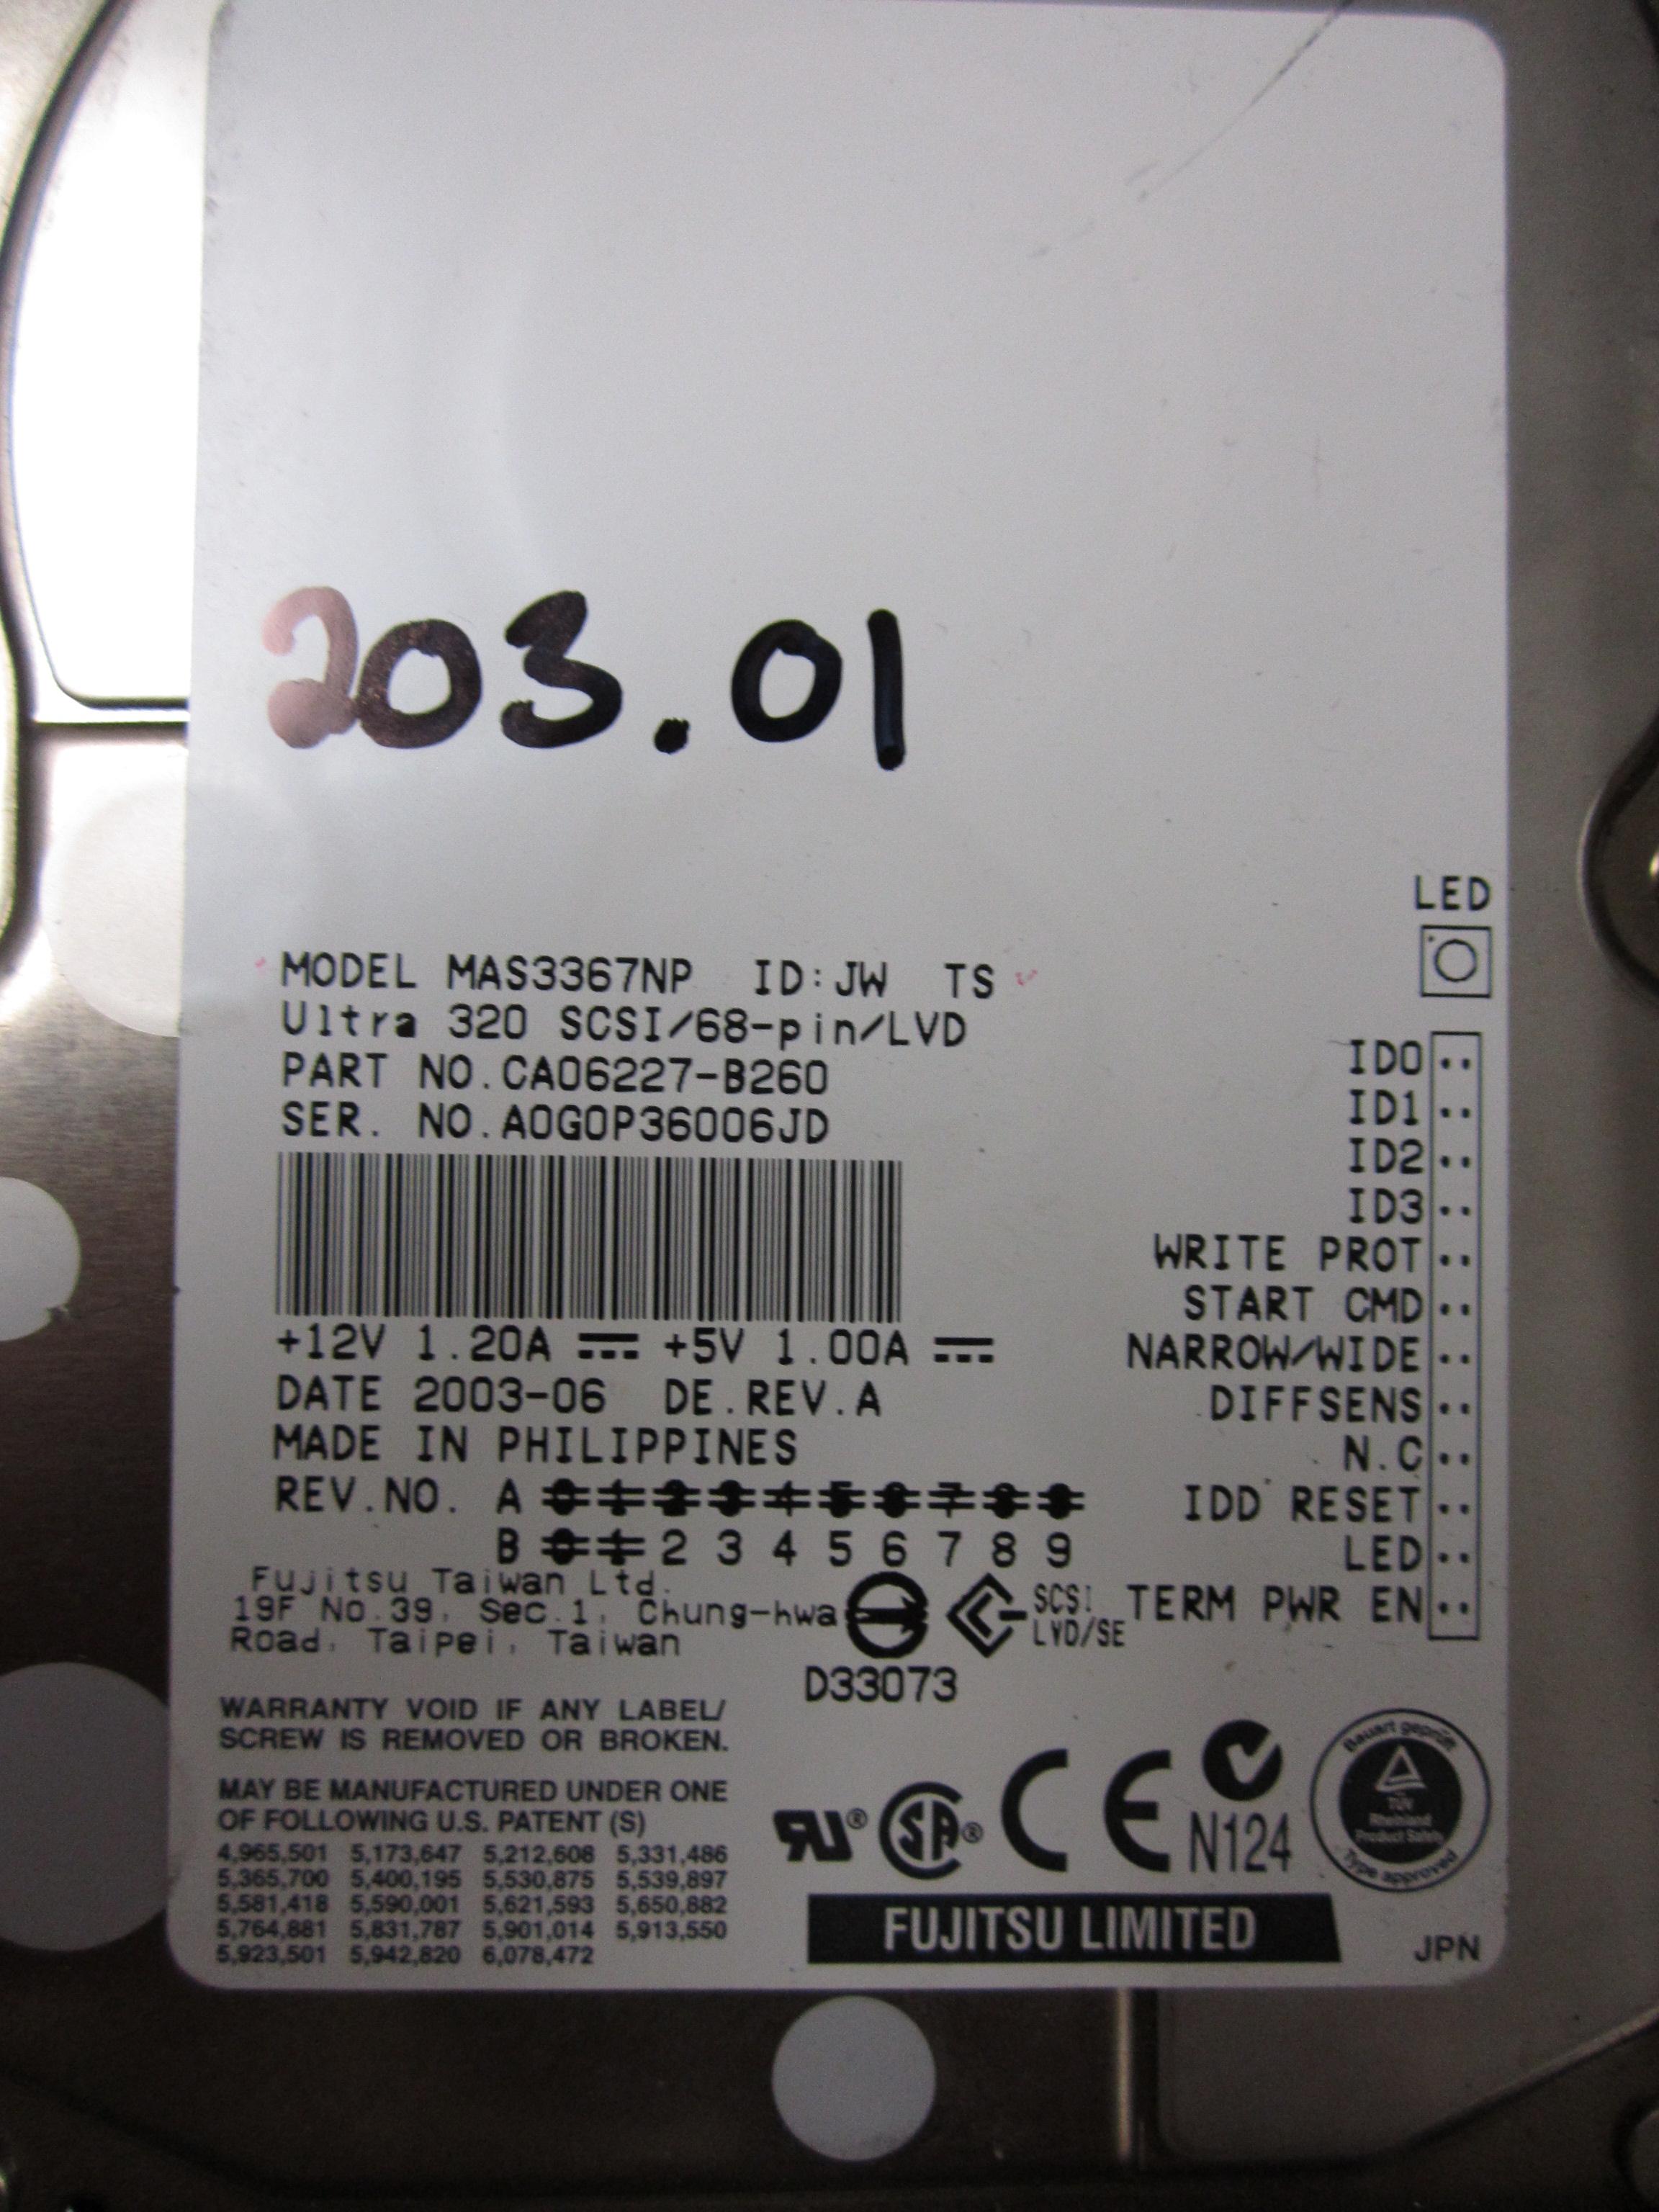 203.01
LED
MODEL MAS3367NP ID:JW TS
Ultra 320 SCSI/68-pin/LVD
PART NO.CA06227-B260
SER. NO.A0G0P36006JD
+12V 1.20A +5V 1.00A
DATE 2003-06 DE.REV.A
MADE IN PHILIPPINES
REV.NO. A 0 1 2 3 4 5 6 7 8 9
B 0 1 2 3 4 5 6 7 8 9
ID0
ID1
ID2
ID3
WRITE PROT
START CMD
NARROW/WIDE
DIFFSENS
N.C
IDD RESET
LED
TERM PWR EN
Fujitsu Taiwan Ltd.
19F No.39, Sec.1, Chung-hwa
Road, Taipei, Taiwan
SCSI
LVD/SE
D33073
WARRANTY VOID IF ANY LABEL/
SCREW IS REMOVED OR BROKEN.
MAY BE MANUFACTURED UNDER ONE
OF FOLLOWING U.S. PATENT (S)
4,965,501 5,173,647 5,212,608 5,331,486
5,365,700 5,400,195 5,530,875 5,539,897
5,581,418 5,590,001 5,621,593 5,650,882
5,764,881 5,831,787 5,901,014 5,913,550
5,923,501 5,942,820 6,078,472
CE
N124
Bauart geprüft
TÜV
Rheinland
Product Safety
Type approved
FUJITSU LIMITED
JPN